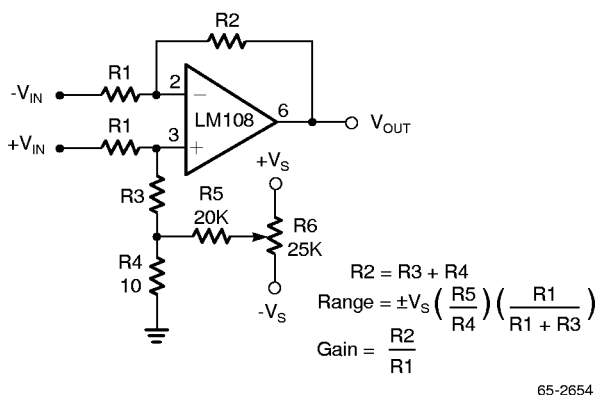 R2
R1
-V_IN
2
−
6
LM108
V_OUT
R1
+V_IN
3
+
R3
R5
20K
+V_S
R6
25K
R4
10
-V_S
R2 = R3 + R4
Range = ±V_S (R5/R4) (R1/(R1 + R3))
Gain = R2/R1
65-2654